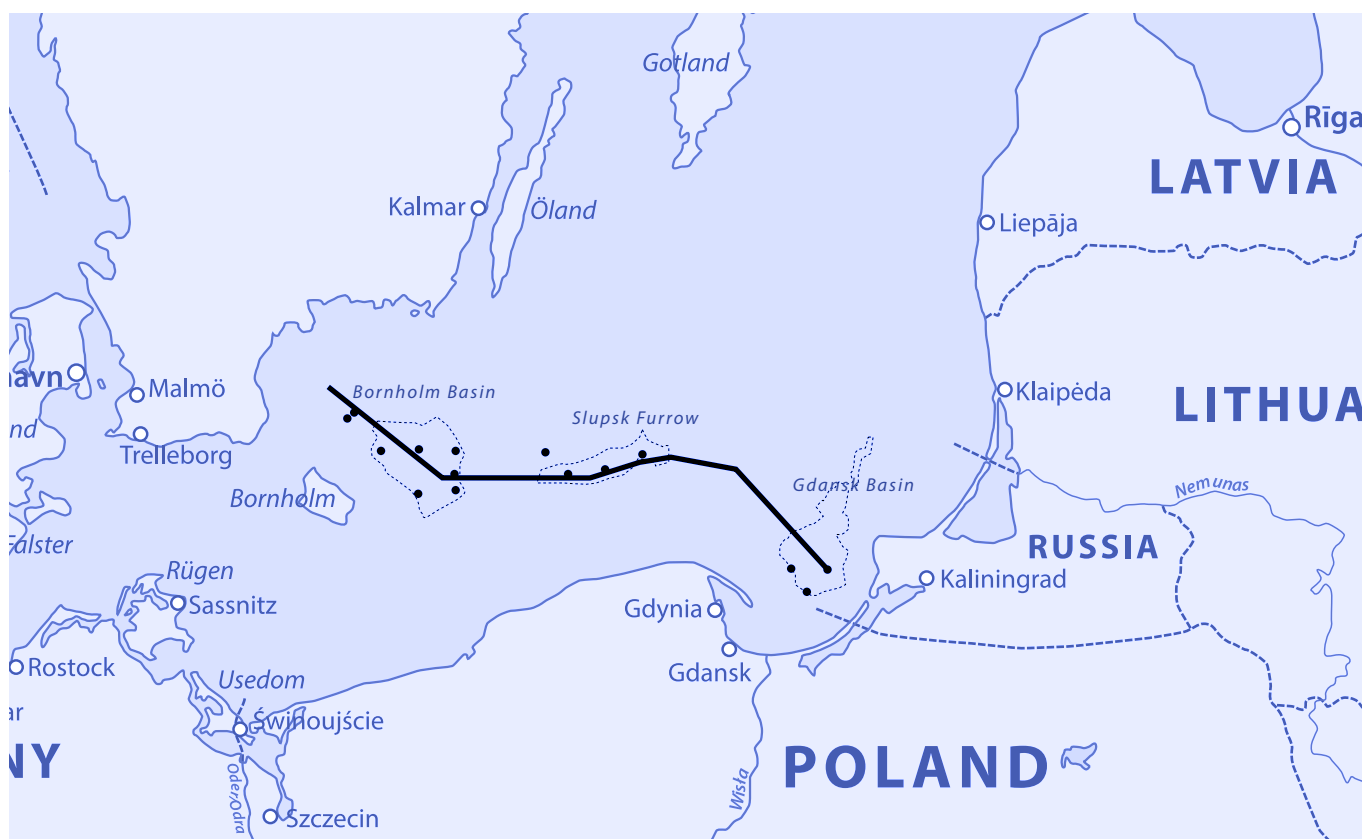 Gotland
Rīga
LATVIA
Kalmar
Öland
Liepāja
avn
Malmö
Bornholm Basin
Klaipėda
LITHUA
nd
Slupsk Furrow
Trelleborg
Gdansk Basin
Nemunas
Bornholm
Falster
RUSSIA
Rügen
Kaliningrad
Sassnitz
Gdynia
Rostock
Gdansk
Usedom
ar
Świnoujście
NY
POLAND
Oder/Odra
Wisła
Szczecin